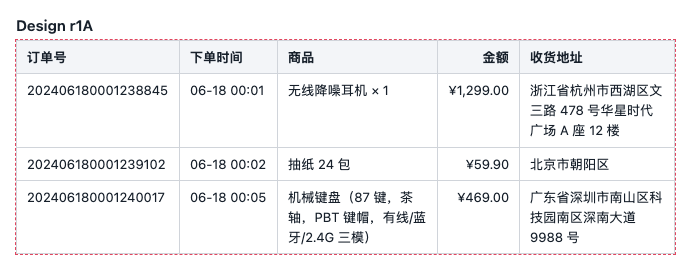 Design r1A
订单号 下单时间 商品 金额 收货地址
202406180001238845 06-18 00:01 无线降噪耳机 × 1 ¥1,299.00 浙江省杭州市西湖区文
三路 478 号华星时代
广场 A 座 12 楼
202406180001239102 06-18 00:02 抽纸 24 包 ¥59.90 北京市朝阳区
202406180001240017 06-18 00:05 机械键盘（87 键，茶 ¥469.00 广东省深圳市南山区科
轴，PBT 键帽，有线/蓝 技园南区深南大道
牙/2.4G 三模） 9988 号